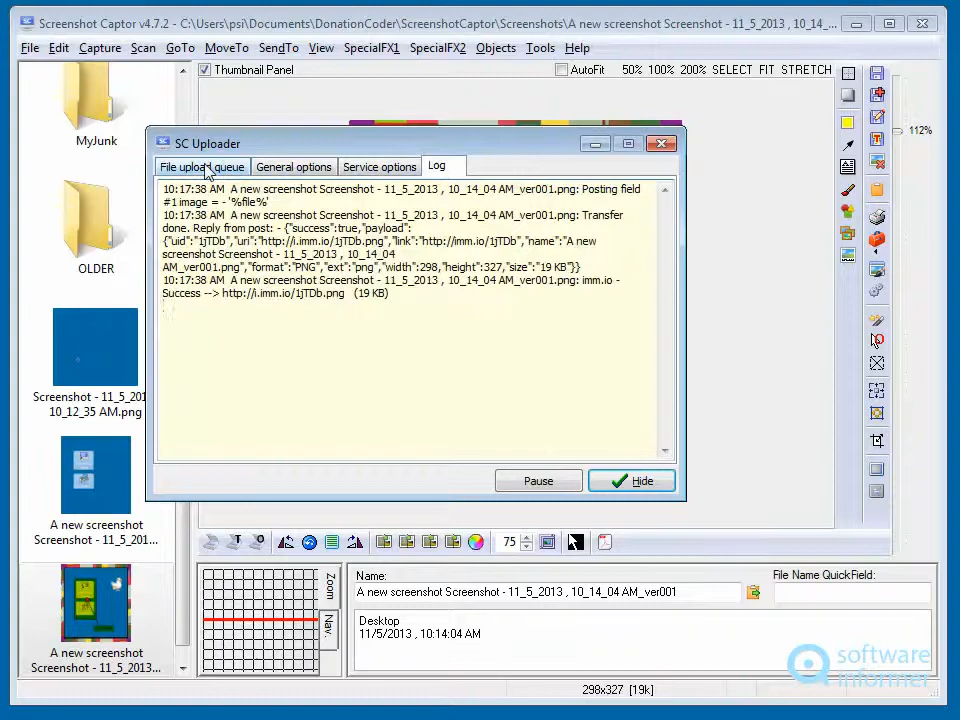 Screenshot Captor v4.7.2 - C:\Users\psi\Documents\DonationCoder\ScreenshotCaptor\Screenshots\A new screenshot Screenshot - 11_5_2013 , 10_14_...
File Edit Capture Scan GoTo MoveTo SendTo View SpecialFX1 SpecialFX2 Objects Tools Help
Thumbnail Panel
AutoFit 50% 100% 200% SELECT FIT STRETCH
112%
MyJunk
OLDER
Screenshot - 11_5_201
10_12_35 AM.png
A new screenshot
Screenshot - 11_5_201...
A new screenshot
Screenshot - 11_5_2013...
SC Uploader
File upload queue General options Service options Log
10:17:38 AM A new screenshot Screenshot - 11_5_2013 , 10_14_04 AM_ver001.png: Posting field
#1 image = - '%file%'
10:17:38 AM A new screenshot Screenshot - 11_5_2013 , 10_14_04 AM_ver001.png: Transfer
done. Reply from post: - {"success":true,"payload":
{"uid":"1jTDb","uri":"http:\/\/i.imm.io\/1jTDb.png","link":"http:\/\/imm.io\/1jTDb","name":"A new
screenshot Screenshot - 11_5_2013 , 10_14_04
AM_ver001.png","format":"PNG","ext":"png","width":298,"height":327,"size":"19 KB"}}
10:17:38 AM A new screenshot Screenshot - 11_5_2013 , 10_14_04 AM_ver001.png: imm.io -
Success --> http://i.imm.io/1jTDb.png (19 KB)
Pause
Hide
75
Zoom
Nav.
Name:
A new screenshot Screenshot - 11_5_2013 , 10_14_04 AM_ver001
File Name QuickField:
Desktop
11/5/2013 , 10:14:04 AM
298x327 [19k]
software
informer